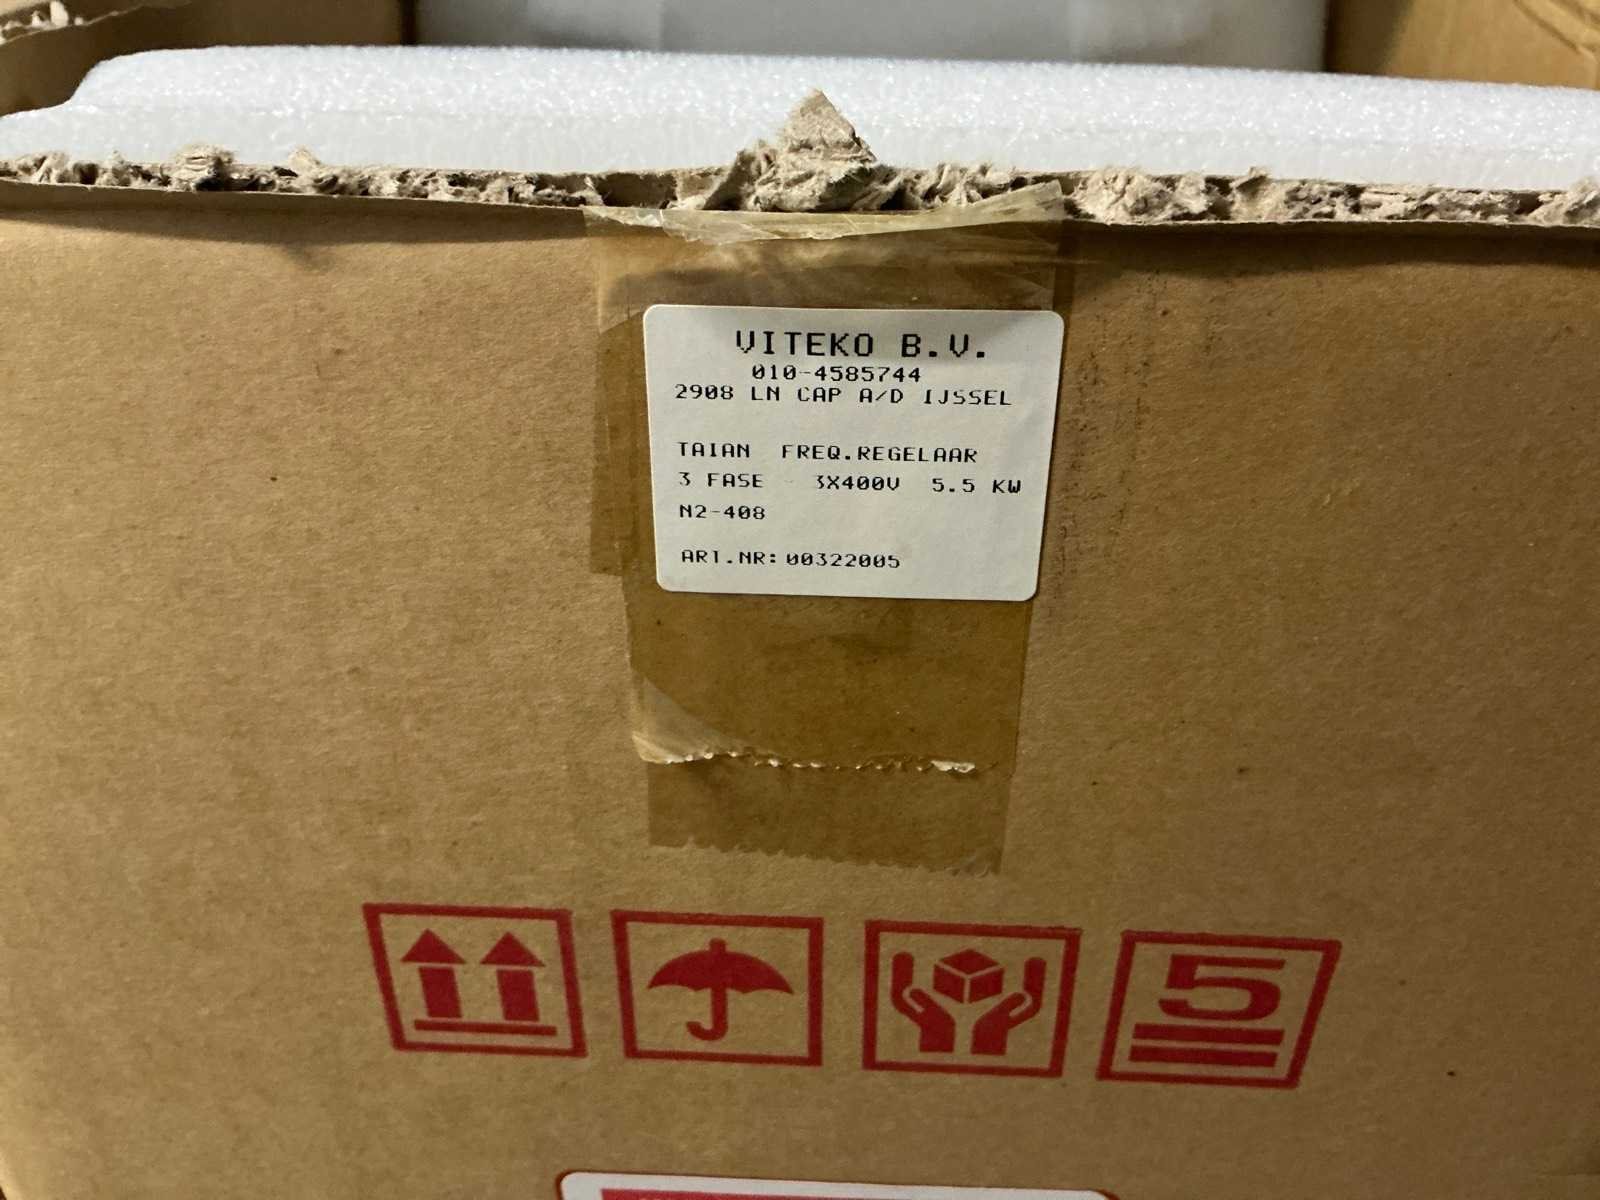 VITEKO B.V.
010-4585744
2908 LN CAP A/D IJSSEL
TAIAN FREQ.REGELAAR
3 FASE - 3X400V 5.5 KW
N2-408
ART.NR: 00322005
5